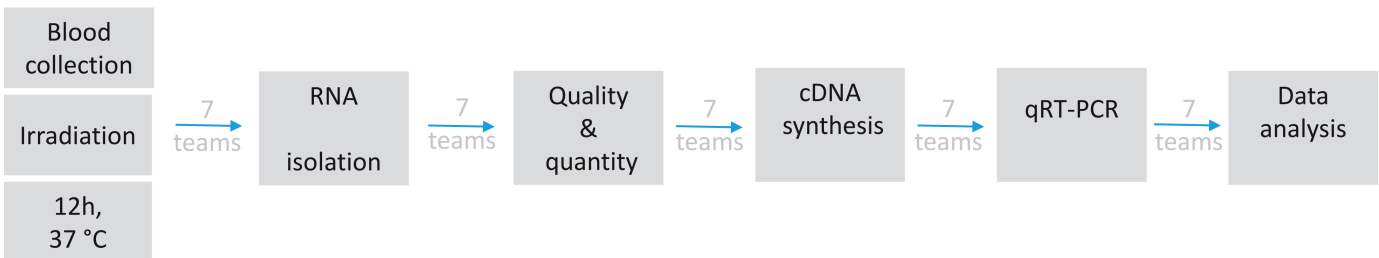 Blood
collection
Irradiation
12h,
37 °C
7
teams
RNA
isolation
7
teams
Quality
&
quantity
7
teams
cDNA
synthesis
7
teams
qRT-PCR
7
teams
Data
analysis